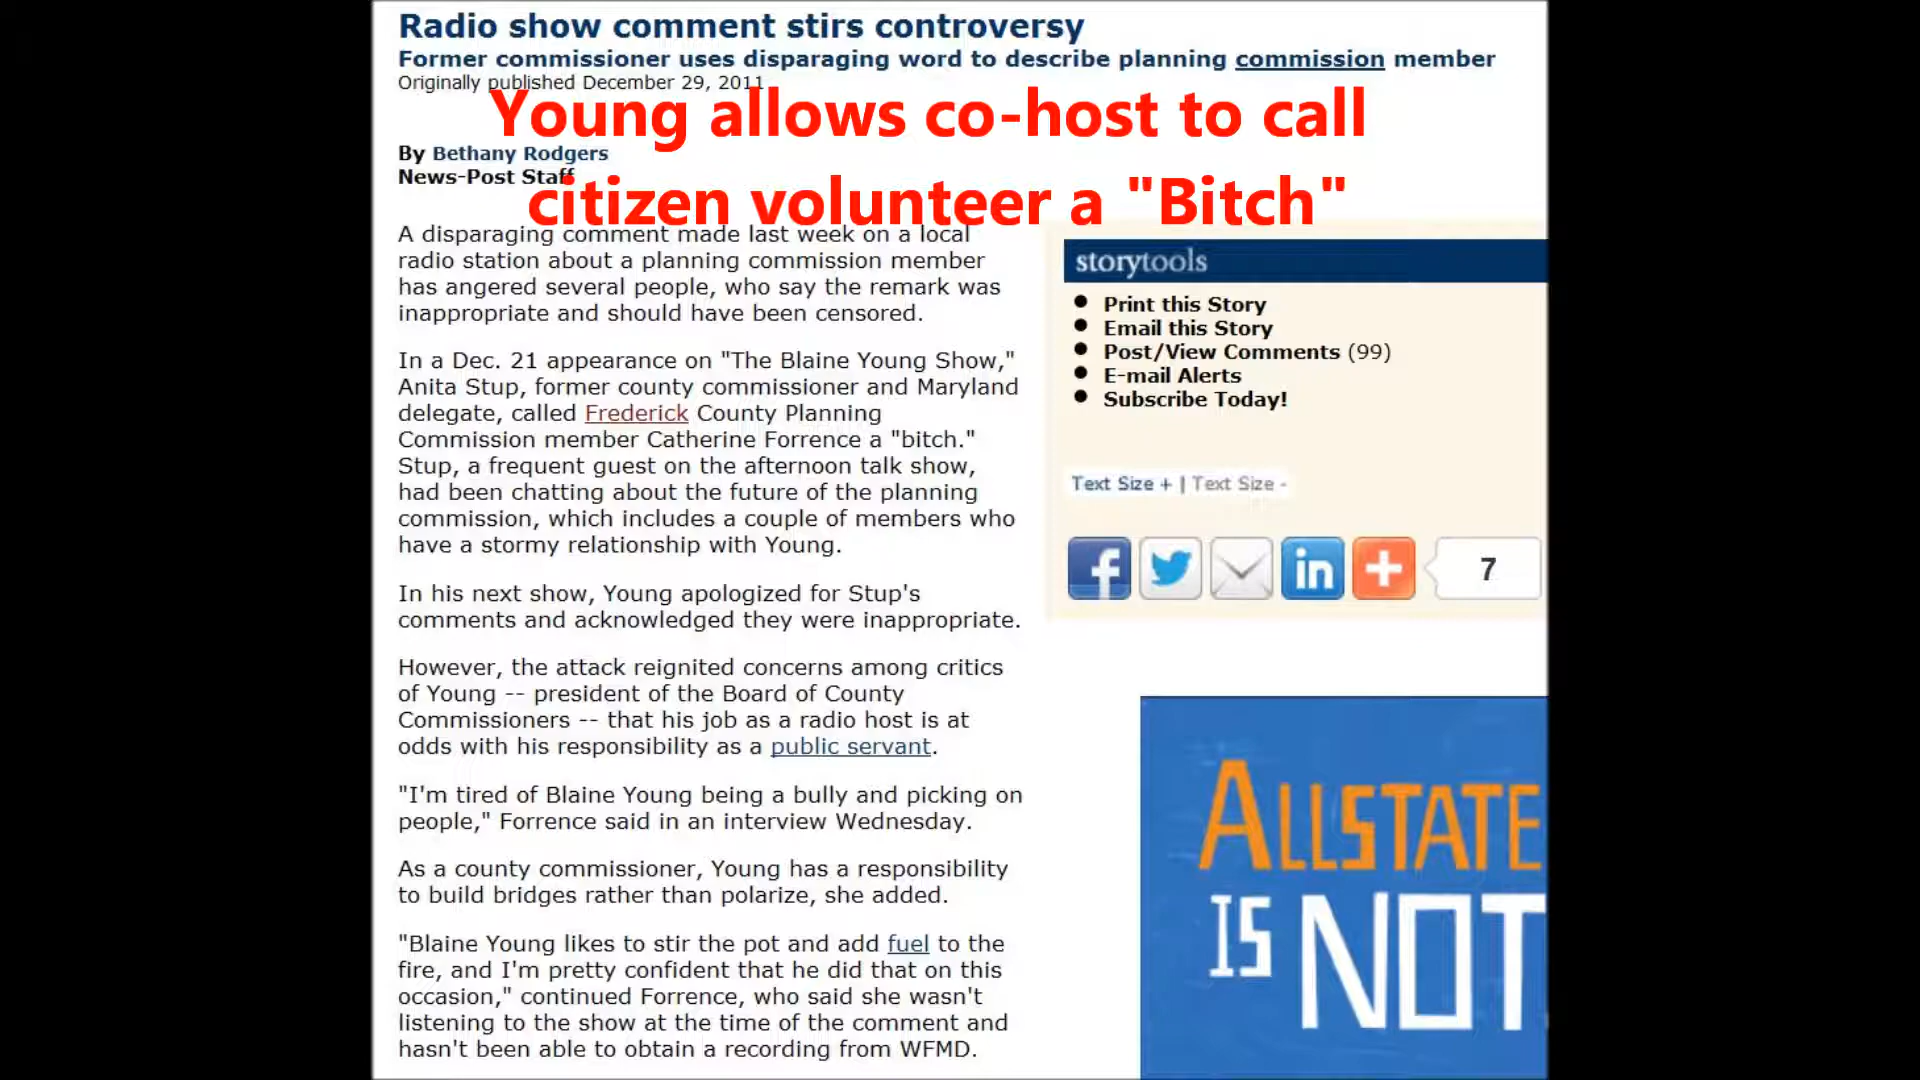 Radio show comment stirs controversy
Former commissioner uses disparaging word to describe planning commission member
Originally published December 29, 2011
Young allows co-host to call
citizen volunteer a "Bitch"
By Bethany Rodgers
News-Post Staff
A disparaging comment made last week on a local
radio station about a planning commission member
has angered several people, who say the remark was
inappropriate and should have been censored.
In a Dec. 21 appearance on "The Blaine Young Show,"
Anita Stup, former county commissioner and Maryland
delegate, called Frederick County Planning
Commission member Catherine Forrence a "bitch."
Stup, a frequent guest on the afternoon talk show,
had been chatting about the future of the planning
commission, which includes a couple of members who
have a stormy relationship with Young.
In his next show, Young apologized for Stup's
comments and acknowledged they were inappropriate.
However, the attack reignited concerns among critics
of Young -- president of the Board of County
Commissioners -- that his job as a radio host is at
odds with his responsibility as a public servant.
"I'm tired of Blaine Young being a bully and picking on
people," Forrence said in an interview Wednesday.
As a county commissioner, Young has a responsibility
to build bridges rather than polarize, she added.
"Blaine Young likes to stir the pot and add fuel to the
fire, and I'm pretty confident that he did that on this
occasion," continued Forrence, who said she wasn't
listening to the show at the time of the comment and
hasn't been able to obtain a recording from WFMD.
storytools
Print this Story
Email this Story
Post/View Comments (99)
E-mail Alerts
Subscribe Today!
Text Size + | Text Size -
7
ALLSTATE
IS NOT